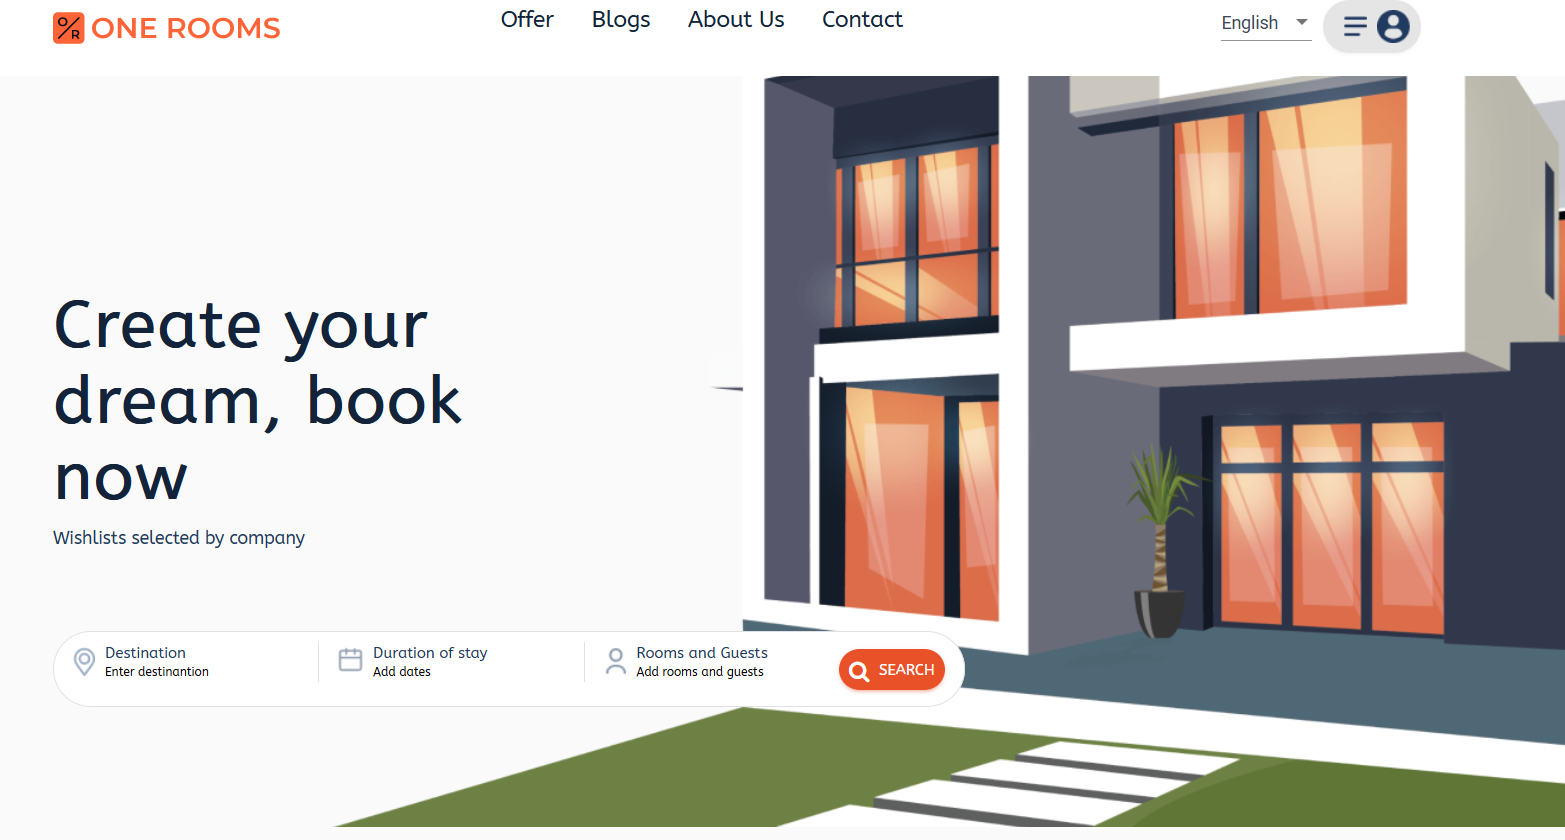 O/R ONE ROOMS
Offer Blogs About Us Contact
English
Create your
dream, book
now
Wishlists selected by company
Destination
Enter destinantion
Duration of stay
Add dates
Rooms and Guests
Add rooms and guests
SEARCH